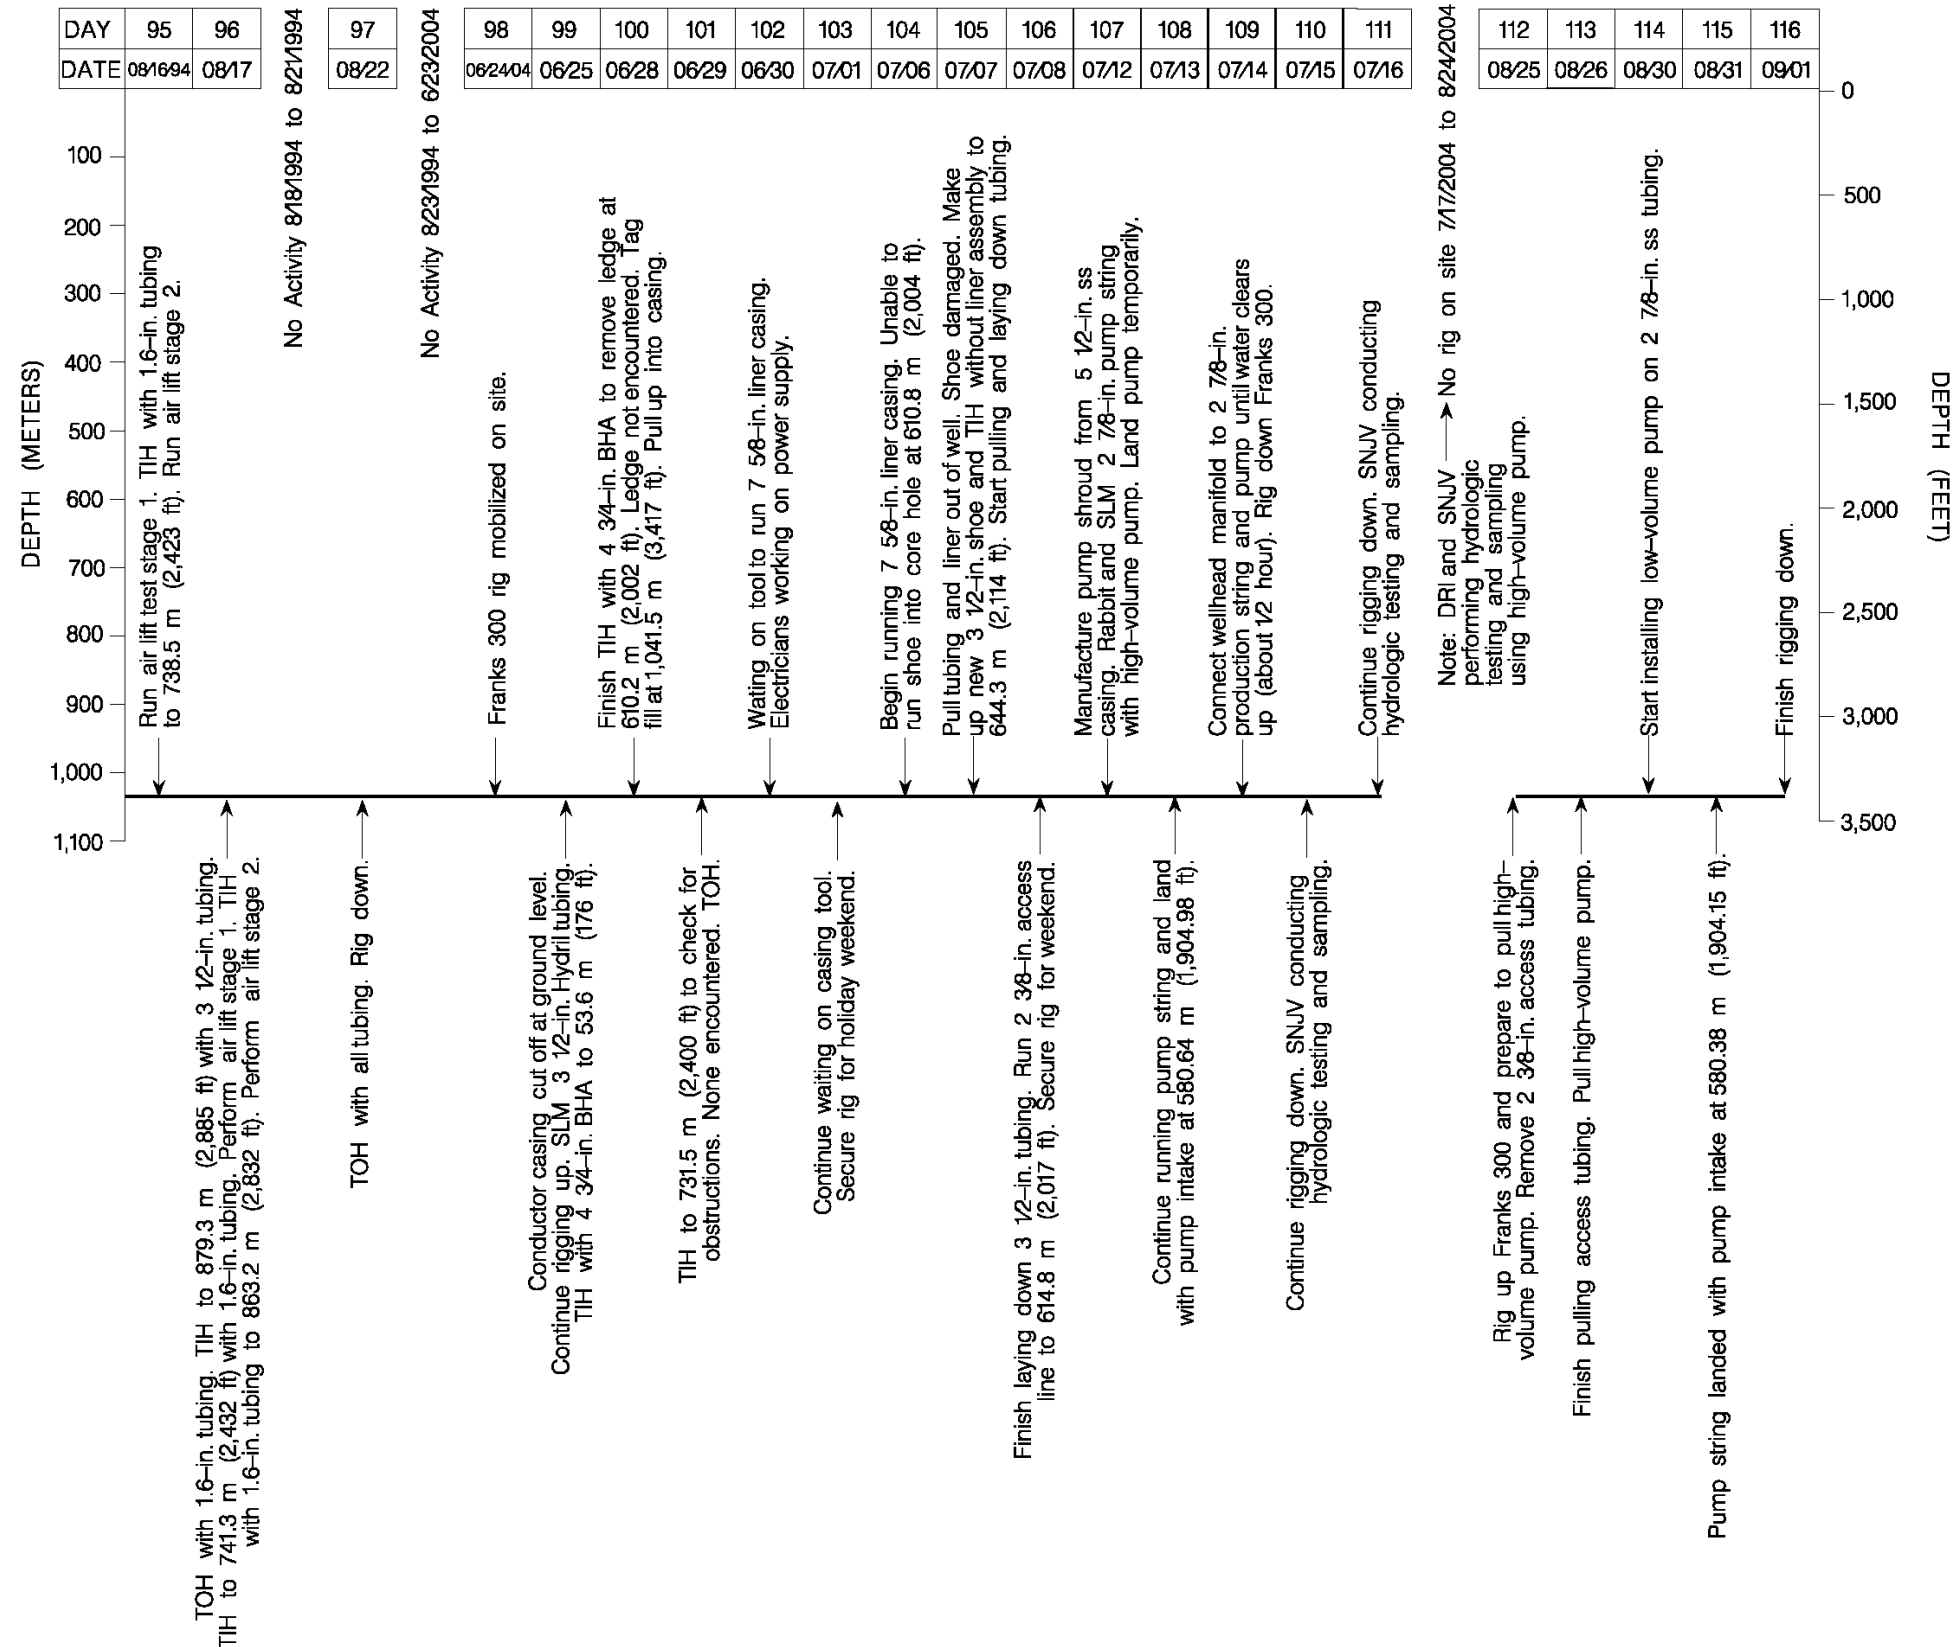 DAY 95 96 97 98 99 100 101 102 103 104 105 106 107 108 109 110 111 112 113 114 115 116
DATE 08/16/94 08/17 08/22 06/24/04 06/25 06/28 06/29 06/30 07/01 07/06 07/07 07/08 07/12 07/13 07/14 07/15 07/16 08/25 08/26 08/30 08/31 09/01
No Activity 8/18/1994 to 8/21/1994
No Activity 8/23/1994 to 6/23/2004
DEPTH (METERS)
100
200
300
400
500
600
700
800
900
1,000
1,100
Run air lift test stage 1. TIH with 1.6-in. tubing
to 738.5 m (2,423 ft). Run air lift stage 2.
Franks 300 rig mobilized on site.
Finish TIH with 4 3/4-in. BHA to remove ledge at
610.2 m (2,002 ft). Ledge not encountered. Tag
fill at 1,041.5 m (3,417 ft). Pull up into casing.
Wating on tool to run 7 5/8-in. liner casing.
Electricians working on power supply.
Begin running 7 5/8-in. liner casing. Unable to
run shoe into core hole at 610.8 m (2,004 ft).
Pull tubing and liner out of well. Shoe damaged. Make
up new 3 1/2-in. shoe and TIH without liner assembly to
644.3 m (2,114 ft). Start pulling and laying down tubing.
Manufacture pump shroud from 5 1/2-in. ss
casing. Rabbit and SLM 2 7/8-in. pump string
with high-volume pump. Land pump temporarily.
Connect wellhead manifold to 2 7/8-in.
production string and pump until water clears
up (about 1/2 hour). Rig down Franks 300.
Continue rigging down. SNJV conducting
hydrologic testing and sampling.
Note: DRI and SNJV → No rig on site 7/17/2004 to 8/24/2004
performing hydrologic
testing and sampling
using high-volume pump.
Start installing low-volume pump on 2 7/8-in. ss tubing.
Finish rigging down.
0
500
1,000
1,500
2,000
2,500
3,000
3,500
DEPTH (FEET)
TOH with 1.6-in. tubing. TIH to 879.3 m (2,885 ft) with 3 1/2-in. tubing.
TIH to 741.3 m (2,432 ft) with 1.6-in. tubing. Perform air lift stage 1. TIH
with 1.6-in. tubing to 863.2 m (2,832 ft). Perform air lift stage 2.
TOH with all tubing. Rig down.
Conductor casing cut off at ground level.
Continue rigging up. SLM 3 1/2-in. Hydril tubing.
TIH with 4 3/4-in. BHA to 53.6 m (176 ft).
TIH to 731.5 m (2,400 ft) to check for
obstructions. None encountered. TOH.
Continue waiting on casing tool.
Secure rig for holiday weekend.
Finish laying down 3 1/2-in. tubing. Run 2 3/8-in. access
line to 614.8 m (2,017 ft). Secure rig for weekend.
Continue running pump string and land
with pump intake at 580.64 m (1,904.98 ft).
Continue rigging down. SNJV conducting
hydrologic testing and sampling.
Rig up Franks 300 and prepare to pull high-
volume pump. Remove 2 3/8-in. access tubing.
Finish pulling access tubing. Pull high-volume pump.
Pump string landed with pump intake at 580.38 m (1,904.15 ft).